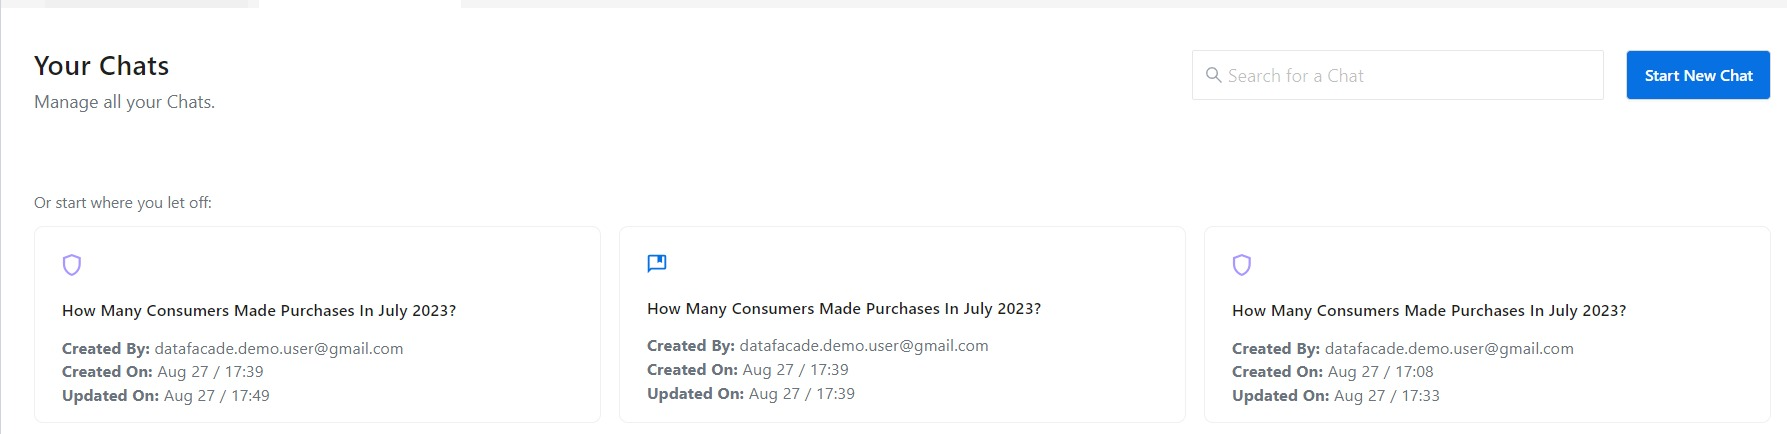 Your Chats
Manage all your Chats.
Search for a Chat
Start New Chat
Or start where you let off:
How Many Consumers Made Purchases In July 2023?
Created By: datafacade.demo.user@gmail.com
Created On: Aug 27 / 17:39
Updated On: Aug 27 / 17:49
How Many Consumers Made Purchases In July 2023?
Created By: datafacade.demo.user@gmail.com
Created On: Aug 27 / 17:39
Updated On: Aug 27 / 17:39
How Many Consumers Made Purchases In July 2023?
Created By: datafacade.demo.user@gmail.com
Created On: Aug 27 / 17:08
Updated On: Aug 27 / 17:33